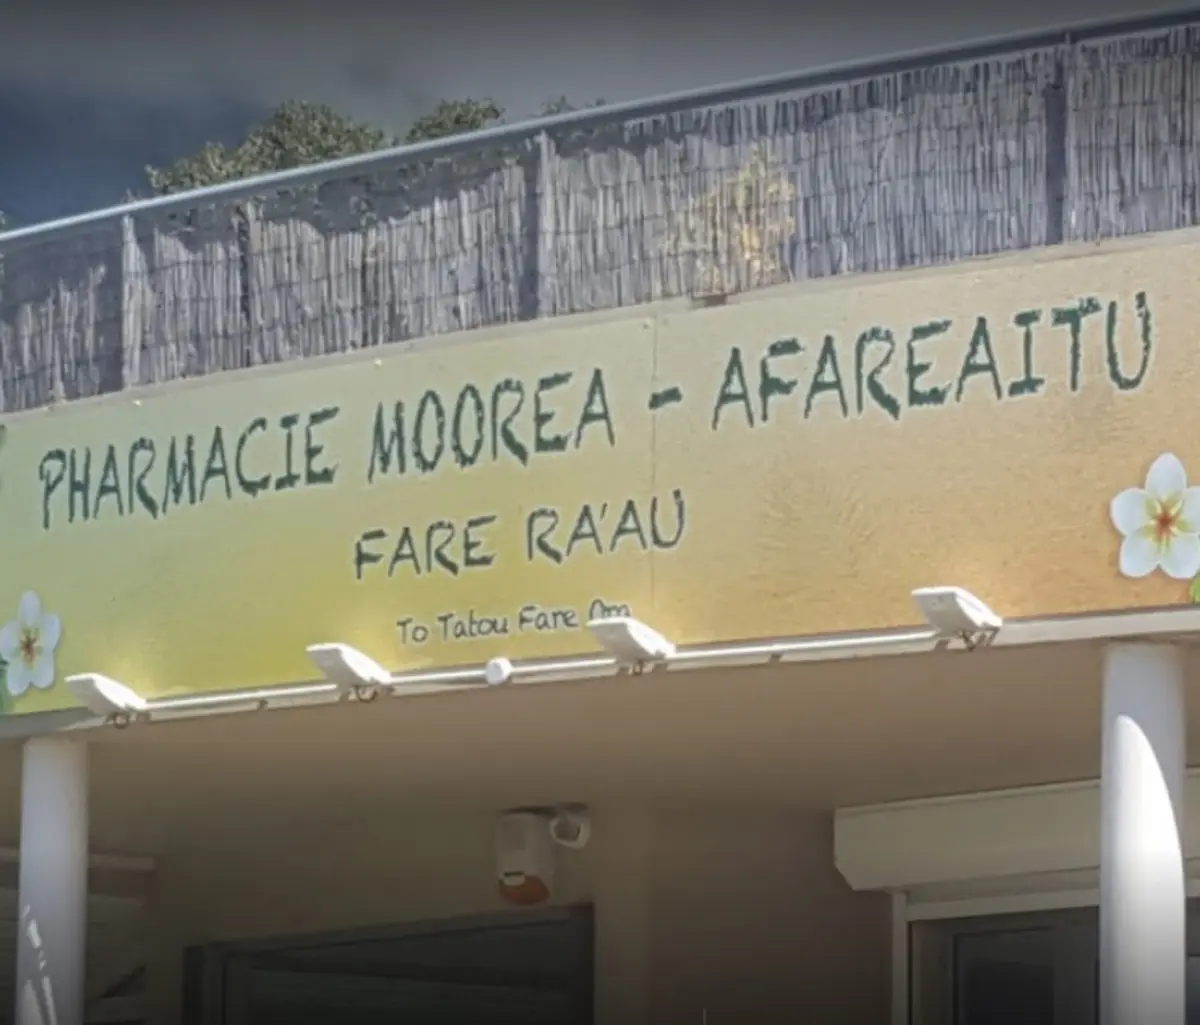 PHARMACIE MOOREA - AFAREAITU
FARE RA'AU
To Tatou Fare